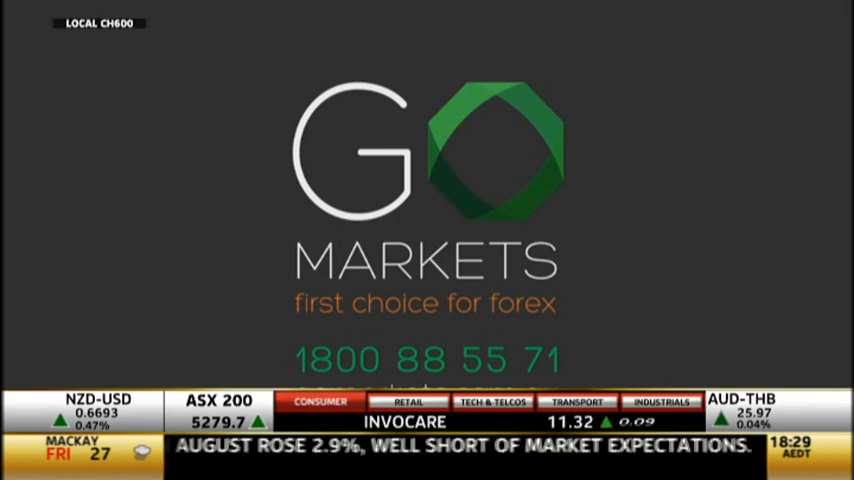 LOCAL CH600
GO
MARKETS
first choice for forex
1800 88 55 71
NZD-USD
0.6693
0.47%
ASX 200
5279.7
CONSUMER
RETAIL
TECH & TELCOS
TRANSPORT
INDUSTRIALS
INVOCARE 11.32 0.09
AUD-THB
25.97
0.04%
MACKAY
FRI 27
AUGUST ROSE 2.9%, WELL SHORT OF MARKET EXPECTATIONS.
18:29
AEDT